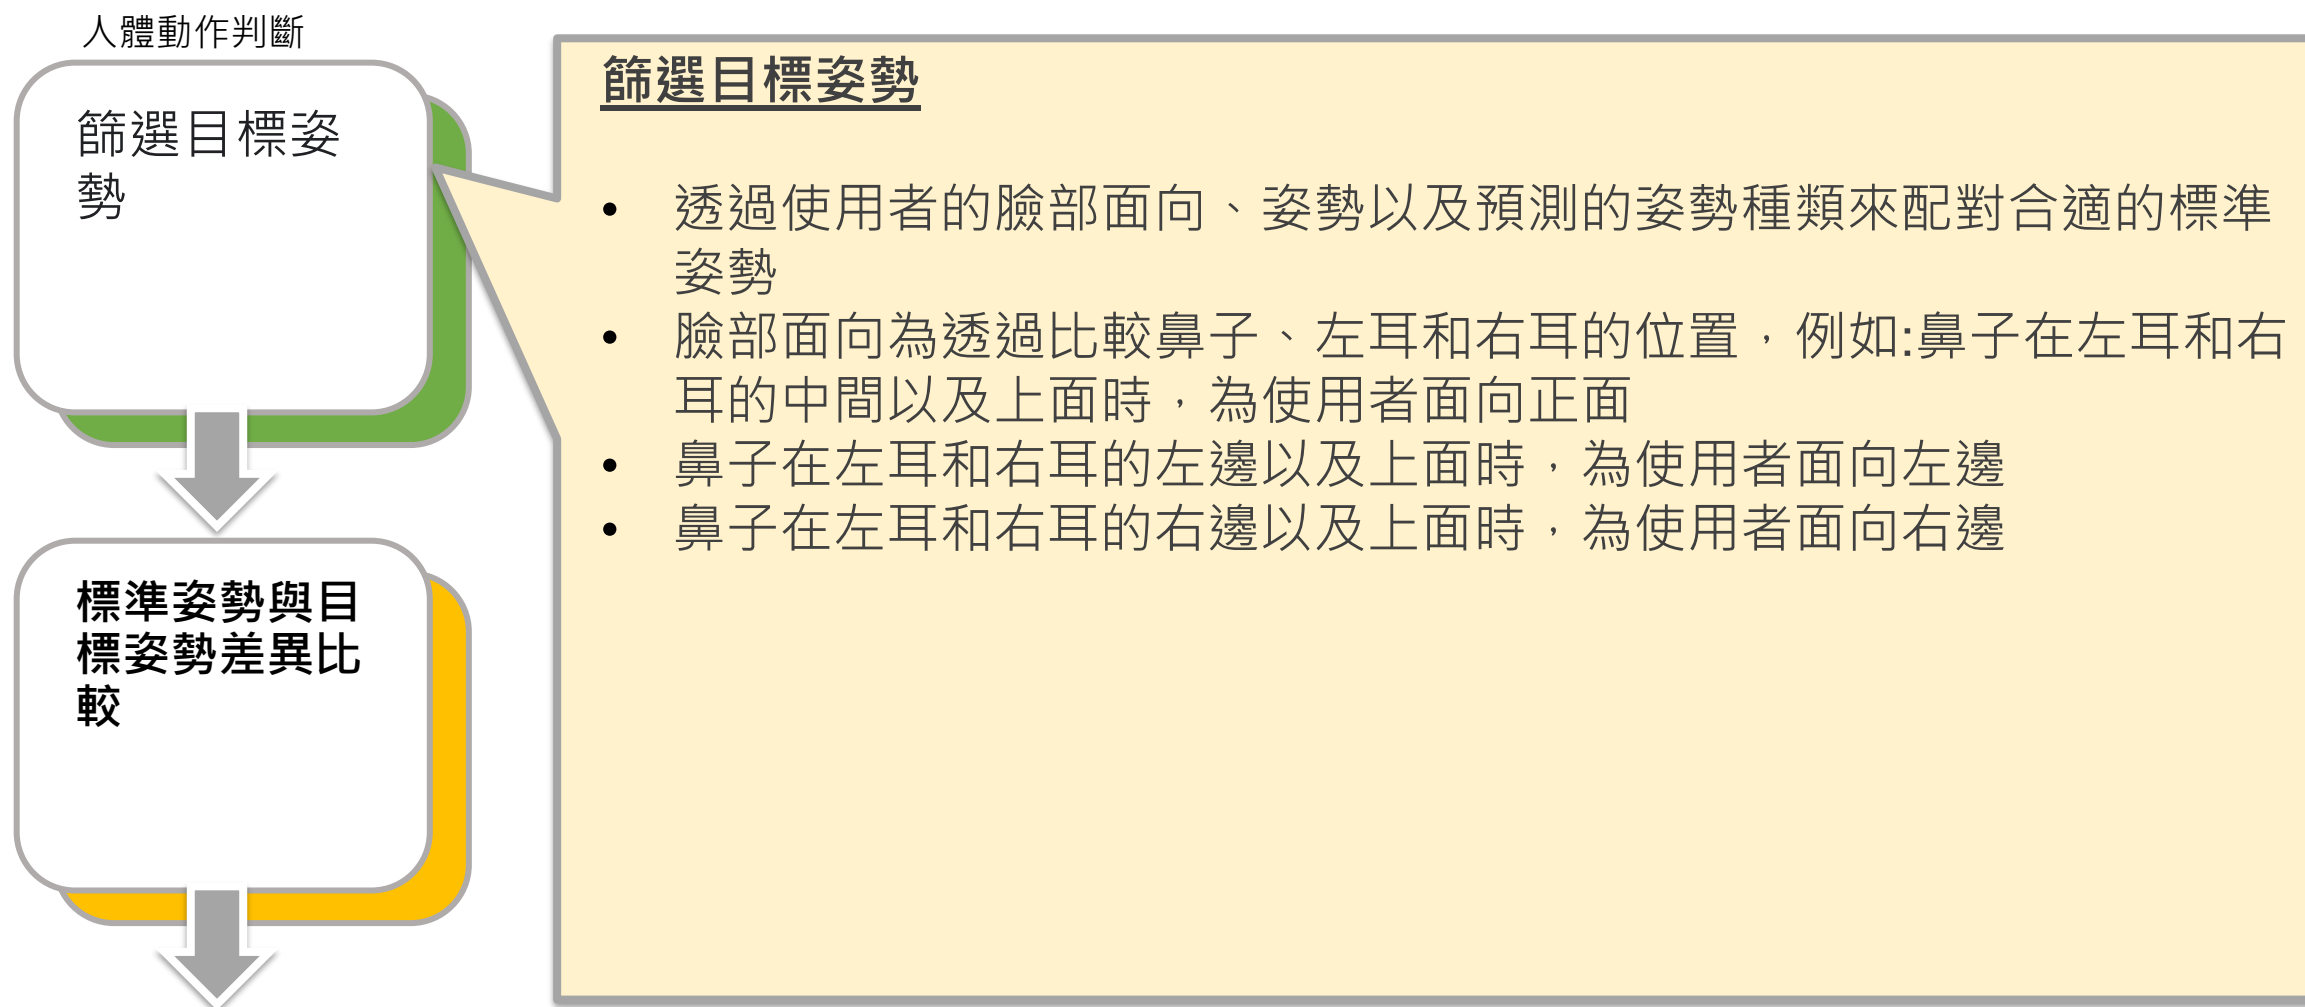 人體動作判斷
篩選目標姿
勢
標準姿勢與目
標姿勢差異比
較
篩選目標姿勢
• 透過使用者的臉部面向、姿勢以及預測的姿勢種類來配對合適的標準
姿勢
• 臉部面向為透過比較鼻子、左耳和右耳的位置，例如:鼻子在左耳和右
耳的中間以及上面時，為使用者面向正面
• 鼻子在左耳和右耳的左邊以及上面時，為使用者面向左邊
• 鼻子在左耳和右耳的右邊以及上面時，為使用者面向右邊